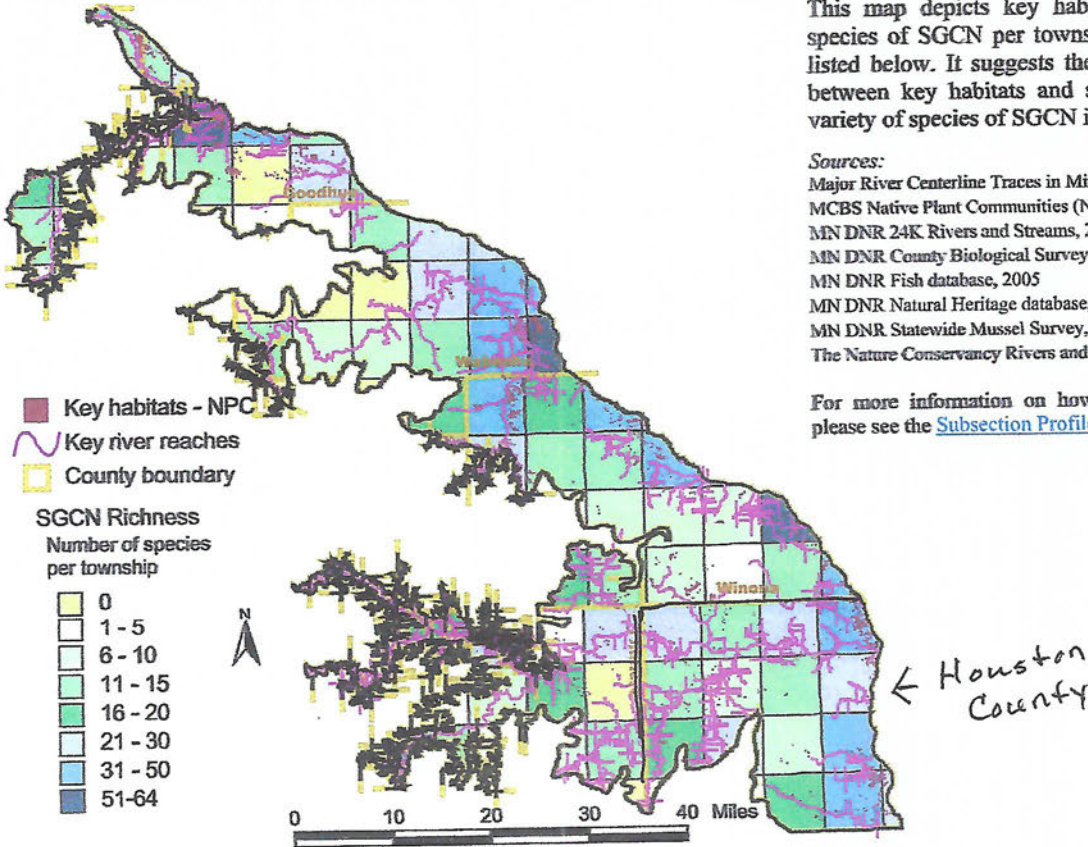 This map depicts key hab
species of SGCN per towns
listed below. It suggests the
between key habitats and s
variety of species of SGCN i
Sources:
Major River Centerline Traces in Mi
MCBS Native Plant Communities (N
MN DNR 24K Rivers and Streams, 2
MN DNR County Biological Survey
MN DNR Fish database, 2005
MN DNR Natural Heritage database,
MN DNR Statewide Mussel Survey,
The Nature Conservancy Rivers and
For more information on how
please see the Subsection Profile
Goodhue
Wabasha
Winona
Key habitats - NPC
Key river reaches
County boundary
SGCN Richness
Number of species
per township
0
1 - 5
6 - 10
11 - 15
16 - 20
21 - 30
31 - 50
51-64
N
0 10 20 30 40 Miles
← Houston
County